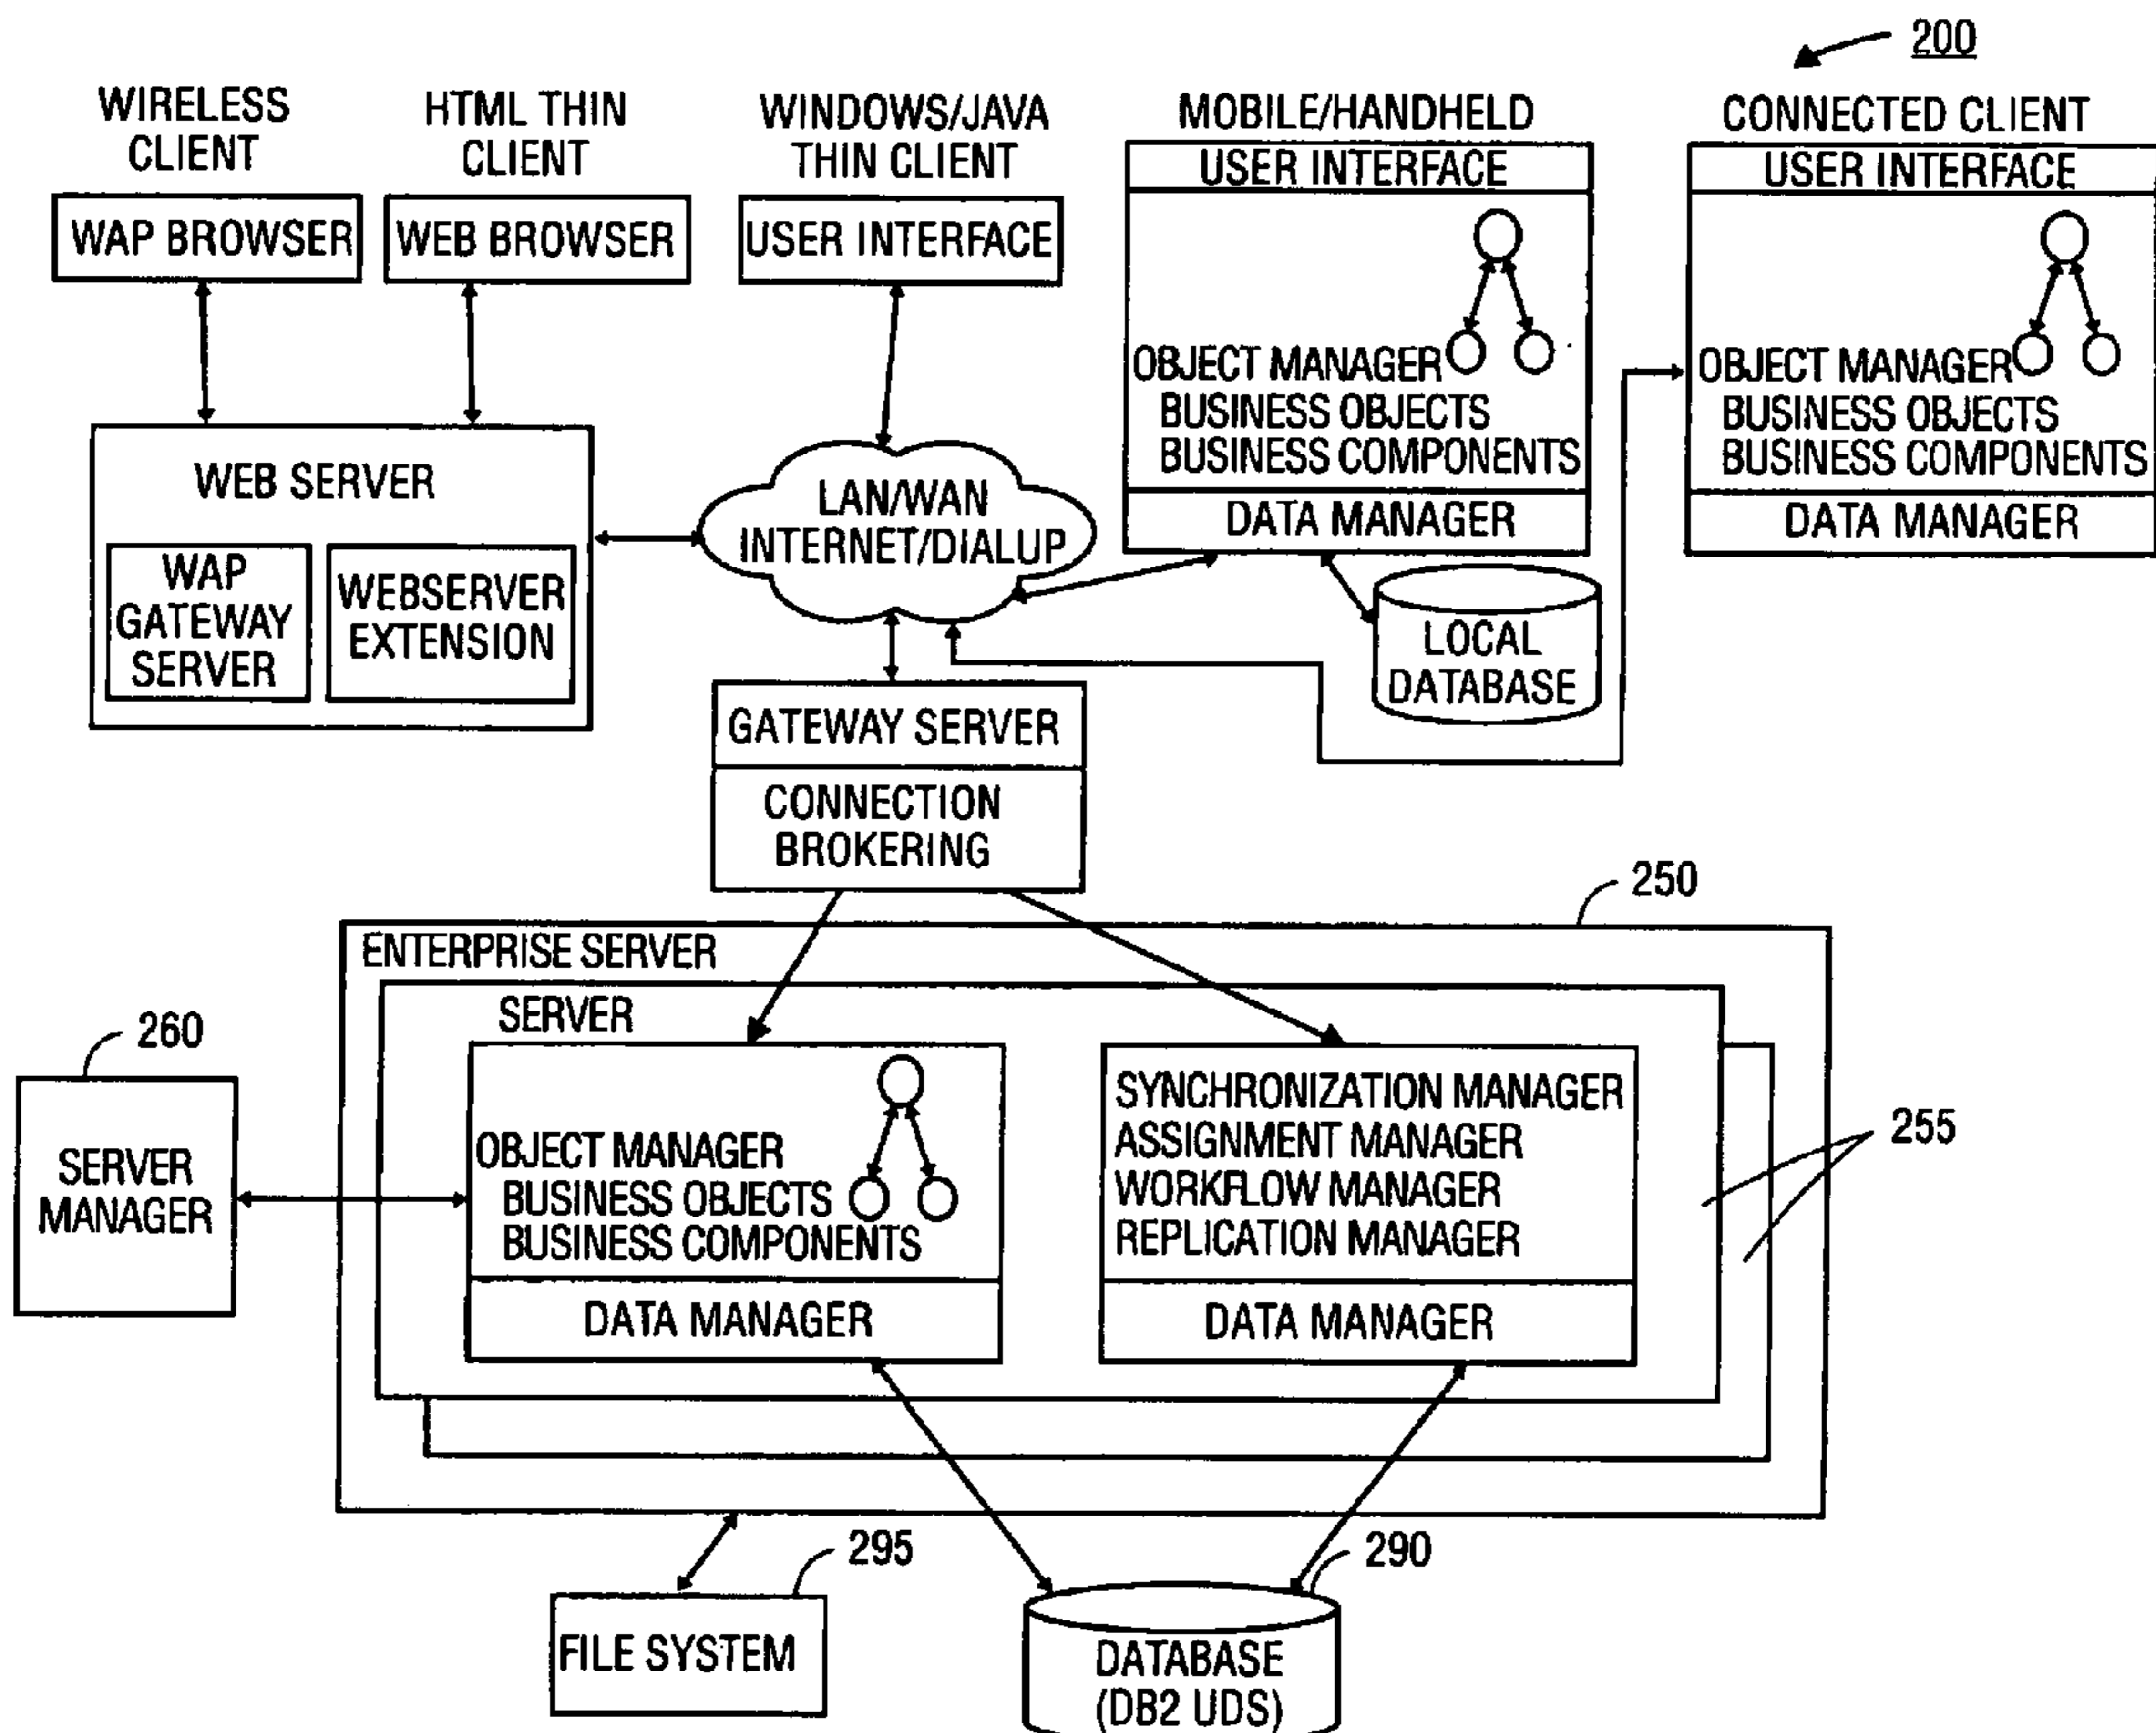 200
WIRELESS
CLIENT
WAP BROWSER
HTML THIN
CLIENT
WEB BROWSER
WINDOWS/JAVA
THIN CLIENT
USER INTERFACE
MOBILE/HANDHELD
USER INTERFACE
OBJECT MANAGER
BUSINESS OBJECTS
BUSINESS COMPONENTS
DATA MANAGER
CONNECTED CLIENT
USER INTERFACE
OBJECT MANAGER
BUSINESS OBJECTS
BUSINESS COMPONENTS
DATA MANAGER
WEB SERVER
WAP
GATEWAY
SERVER
WEBSERVER
EXTENSION
LAN/WAN
INTERNET/DIALUP
LOCAL
DATABASE
GATEWAY SERVER
CONNECTION
BROKERING
250
ENTERPRISE SERVER
SERVER
260
SERVER
MANAGER
OBJECT MANAGER
BUSINESS OBJECTS
BUSINESS COMPONENTS
DATA MANAGER
SYNCHRONIZATION MANAGER
ASSIGNMENT MANAGER
WORKFLOW MANAGER
REPLICATION MANAGER
DATA MANAGER
255
295
FILE SYSTEM
290
DATABASE
(DB2 UDS)